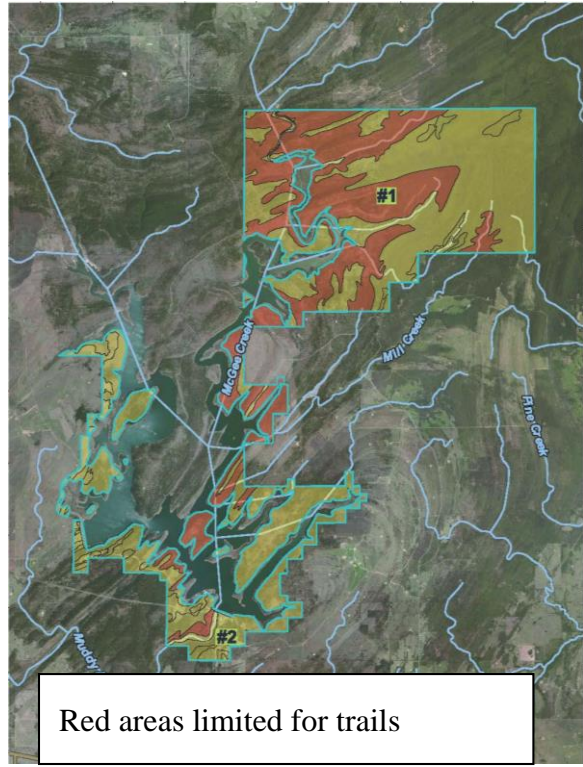 #1
McGee Creek
Mill Creek
Pine Creek
#2
Muddy
Red areas limited for trails